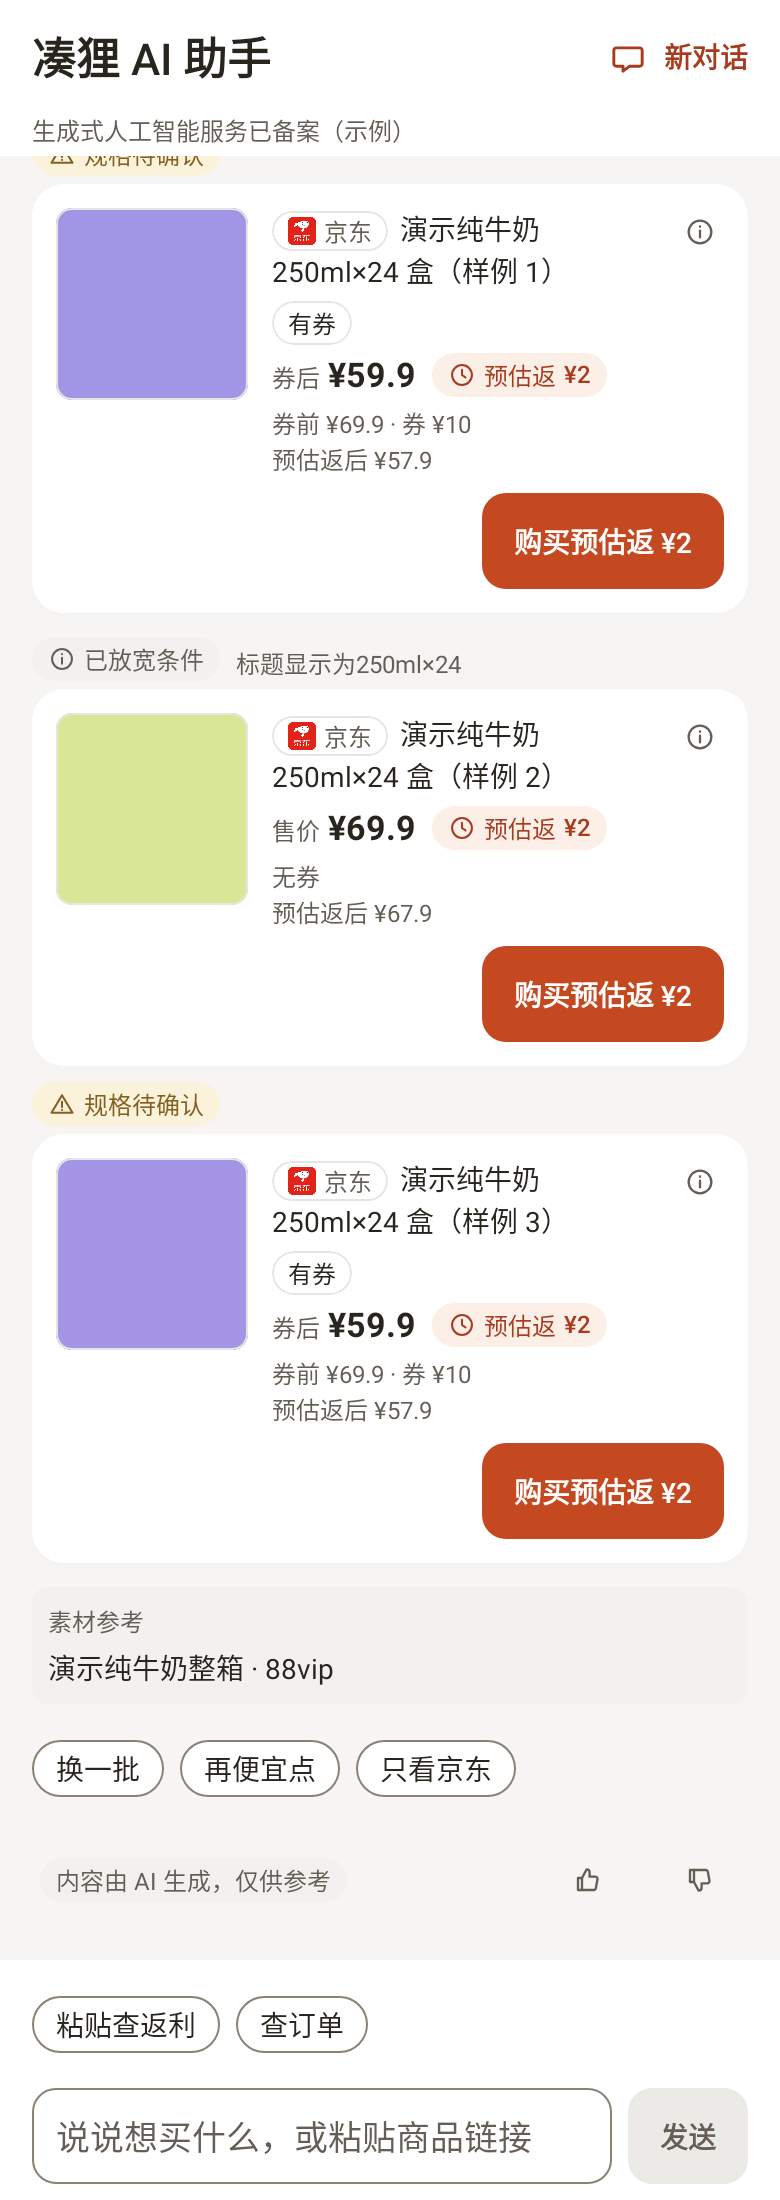 凑狸 AI 助手
新对话
生成式人工智能服务已备案（示例）
规格待确认
京东 演示纯牛奶
250ml×24 盒（样例 1）
有券
券后 ¥59.9 预估返 ¥2
券前 ¥69.9 · 券 ¥10
预估返后 ¥57.9
购买预估返 ¥2
已放宽条件 标题显示为250ml×24
京东 演示纯牛奶
250ml×24 盒（样例 2）
售价 ¥69.9 预估返 ¥2
无券
预估返后 ¥67.9
购买预估返 ¥2
规格待确认
京东 演示纯牛奶
250ml×24 盒（样例 3）
有券
券后 ¥59.9 预估返 ¥2
券前 ¥69.9 · 券 ¥10
预估返后 ¥57.9
购买预估返 ¥2
素材参考
演示纯牛奶整箱 · 88vip
换一批 再便宜点 只看京东
内容由 AI 生成，仅供参考
粘贴查返利 查订单
说说想买什么，或粘贴商品链接
发送